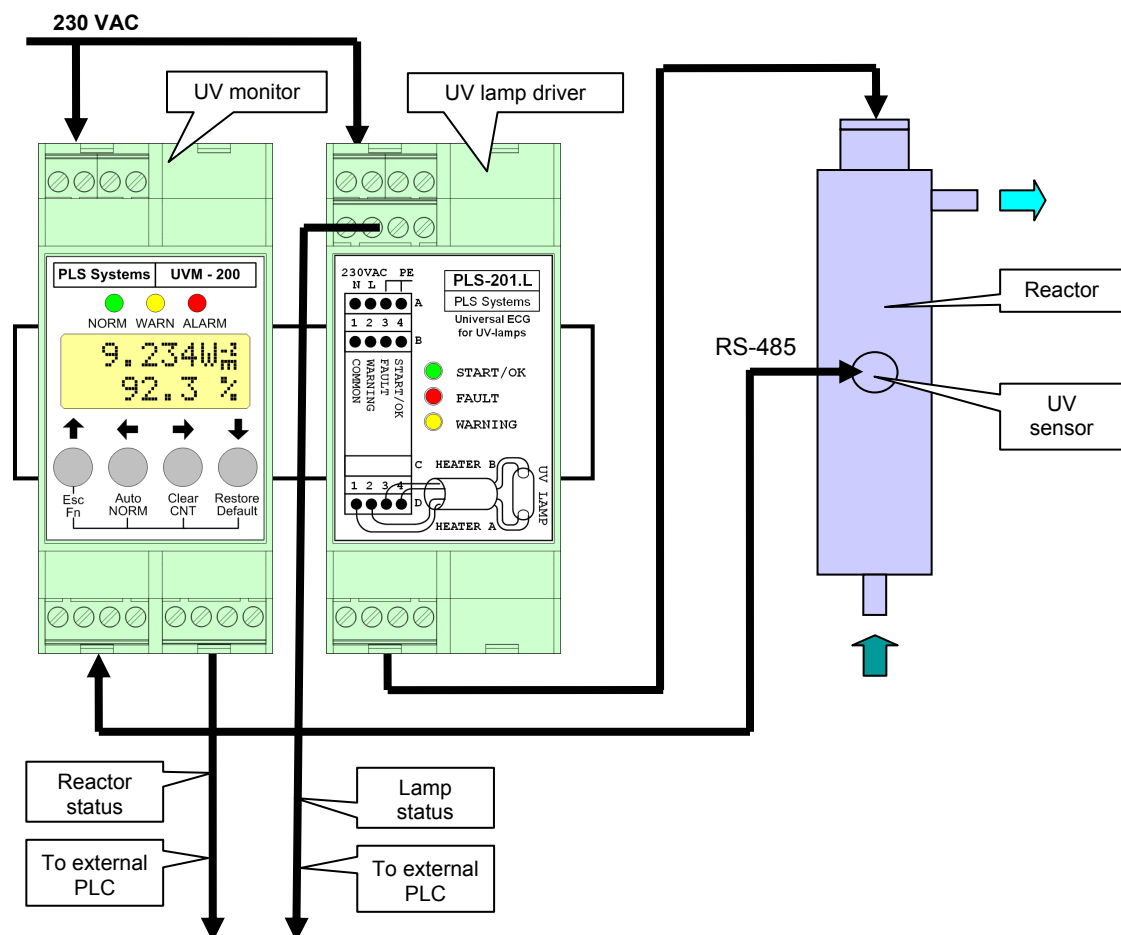 230 VAC
UV monitor
UV lamp driver
PLS Systems
UVM - 200
NORM WARN ALARM
9.234W/m²
92.3 %
Esc
Fn
Auto
NORM
Clear
CNT
Restore
Default
230VAC PE
N L
A
1 2 3 4
B
COMMON
WARNING
FAULT
START/OK
C
1 2 3 4
D
PLS-201.L
PLS Systems
Universal ECG
for UV-lamps
START/OK
FAULT
WARNING
HEATER B
HEATER A
UV LAMP
RS-485
Reactor
UV
sensor
Reactor
status
Lamp
status
To external
PLC
To external
PLC